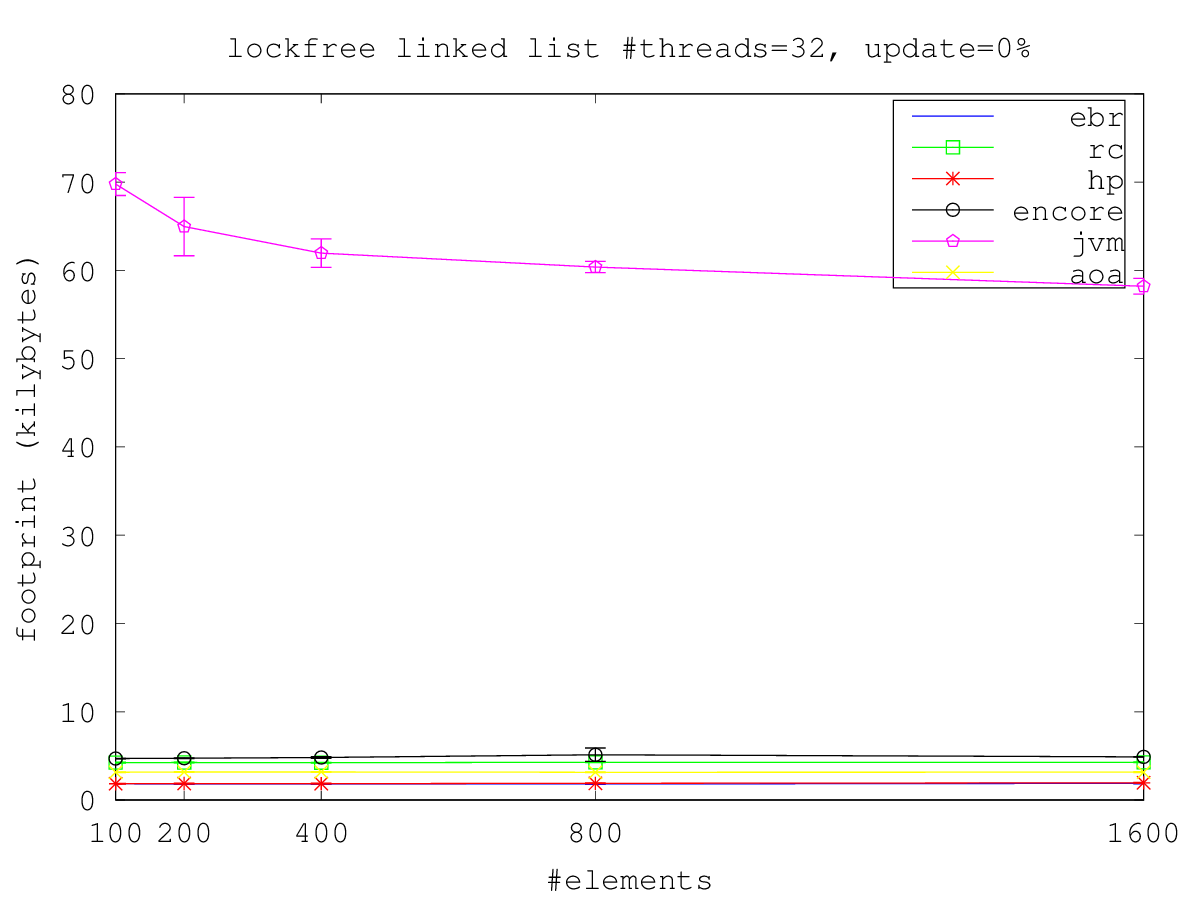 lockfree linked list #threads=32, update=0%
80
70
60
50
40
30
20
10
0
footprint (kilybytes)
ebr
rc
hp
encore
jvm
aoa
100 200 400 800 1600
#elements